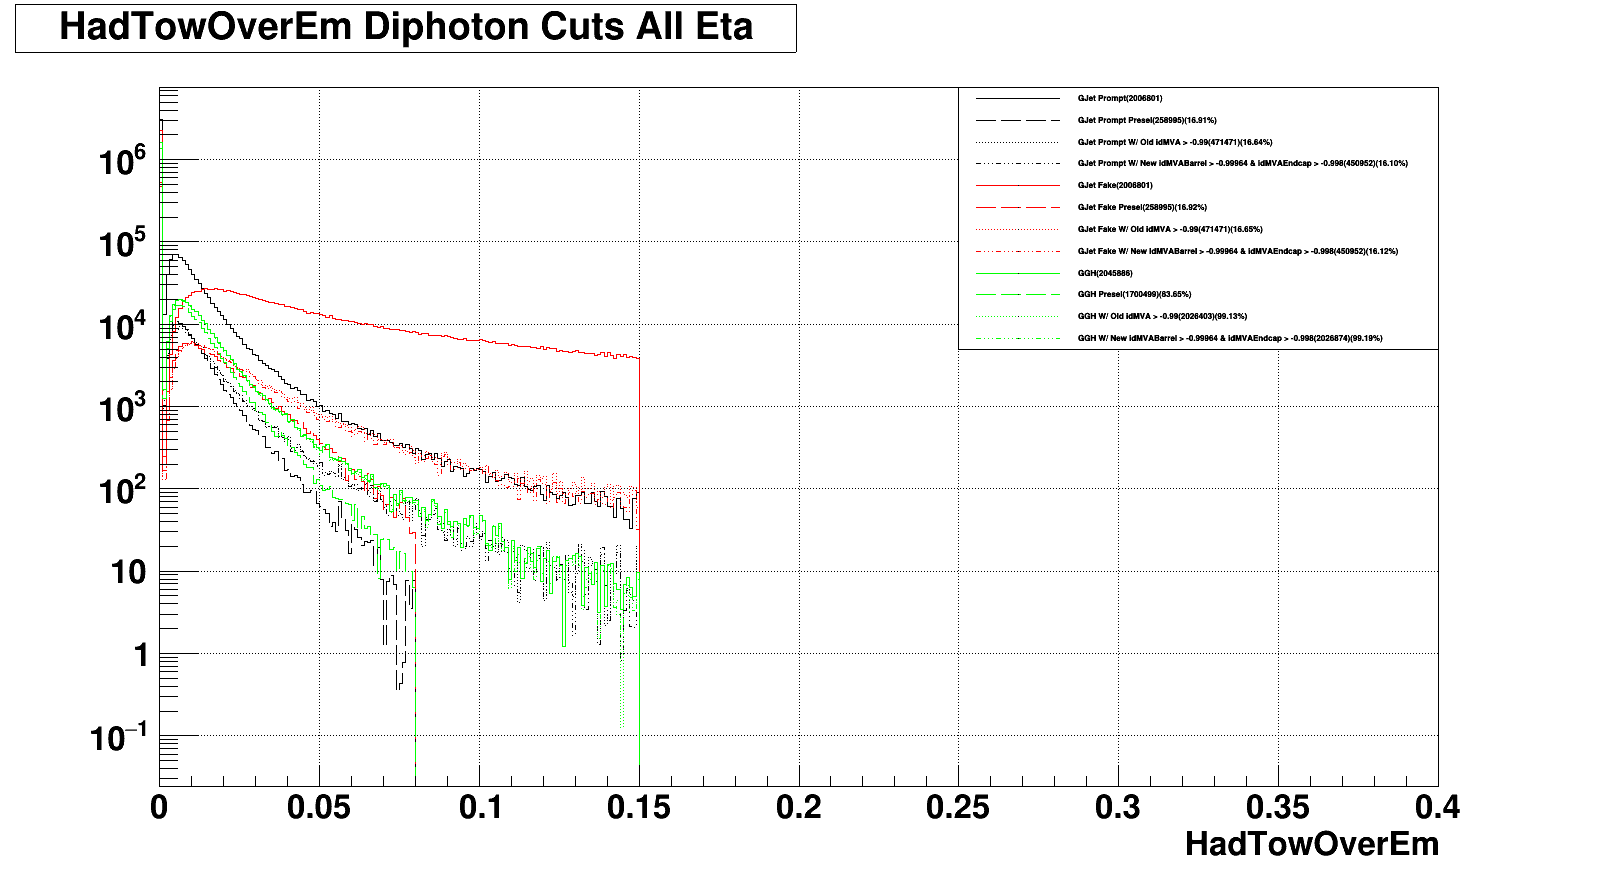 HadTowOverEm Diphoton Cuts All Eta
GJet Prompt(2006801)
GJet Prompt Presel(258995)(16.91%)
GJet Prompt W/ Old idMVA > -0.99(471471)(16.64%)
GJet Prompt W/ New idMVABarrel > -0.99964 & idMVAEndcap > -0.998(450952)(16.10%)
GJet Fake(2006801)
GJet Fake Presel(258995)(16.92%)
GJet Fake W/ Old idMVA > -0.99(471471)(16.65%)
GJet Fake W/ New idMVABarrel > -0.99964 & idMVAEndcap > -0.998(450952)(16.12%)
GGH(2045886)
GGH Presel(1700499)(83.65%)
GGH W/ Old idMVA > -0.99(2026403)(99.13%)
GGH W/ New idMVABarrel > -0.99964 & idMVAEndcap > -0.998(2026874)(99.19%)
10^6
10^5
10^4
10^3
10^2
10
1
10^−1
0 0.05 0.1 0.15 0.2 0.25 0.3 0.35 0.4
HadTowOverEm